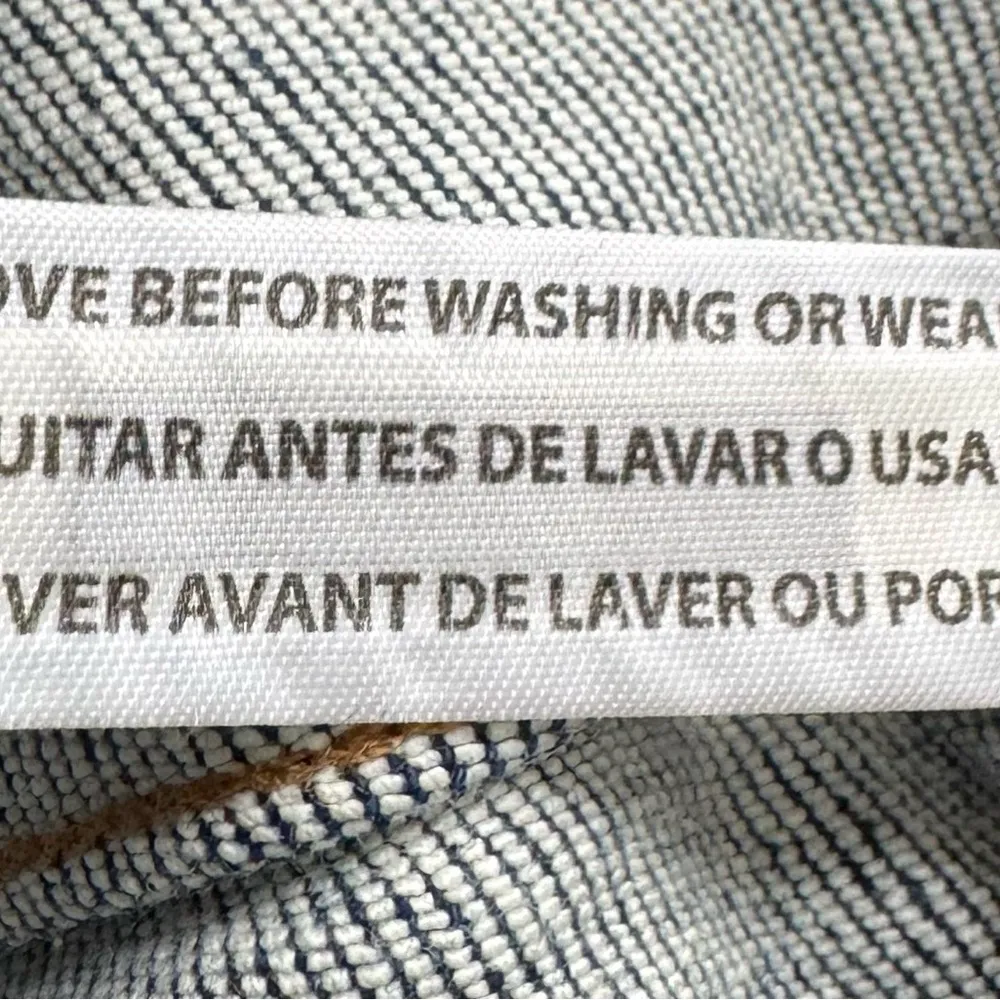 OVE BEFORE WASHING OR WEA
UITAR ANTES DE LAVAR O USA
VER AVANT DE LAVER OU POR